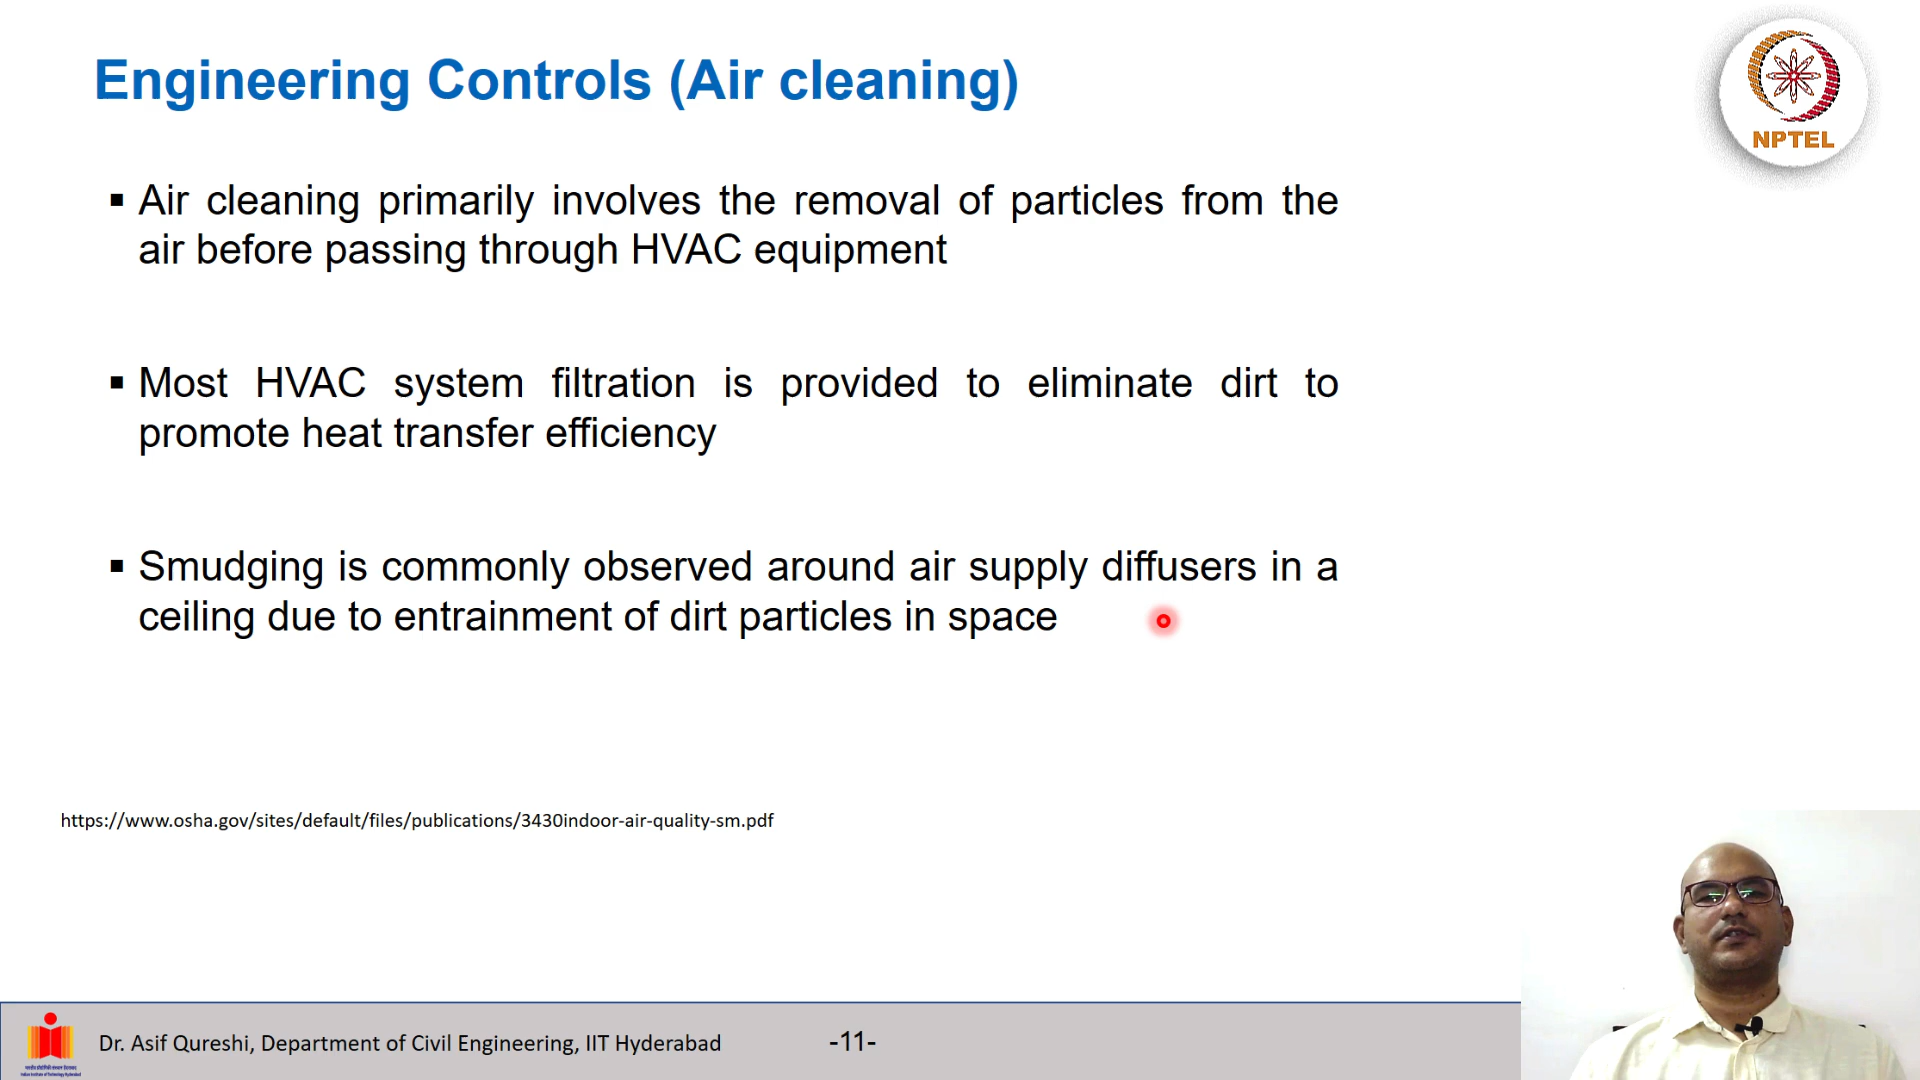 Engineering Controls (Air cleaning)
NPTEL
▪ Air cleaning primarily involves the removal of particles from the
air before passing through HVAC equipment
▪ Most HVAC system filtration is provided to eliminate dirt to
promote heat transfer efficiency
▪ Smudging is commonly observed around air supply diffusers in a
ceiling due to entrainment of dirt particles in space
https://www.osha.gov/sites/default/files/publications/3430indoor-air-quality-sm.pdf
Dr. Asif Qureshi, Department of Civil Engineering, IIT Hyderabad
-11-